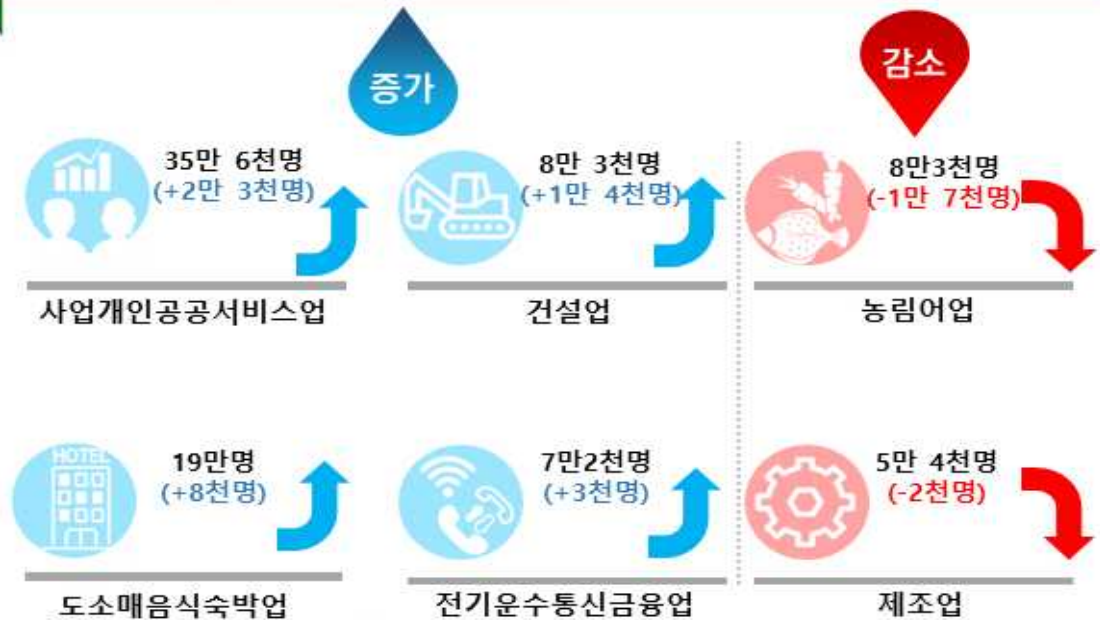 증가
감소
35만 6천명
(+2만 3천명)
사업개인공공서비스업
8만 3천명
(+1만 4천명)
건설업
8만3천명
(-1만 7천명)
농림어업
HOTEL
19만명
(+8천명)
도소매음식숙박업
7만2천명
(+3천명)
전기운수통신금융업
5만 4천명
(-2천명)
제조업